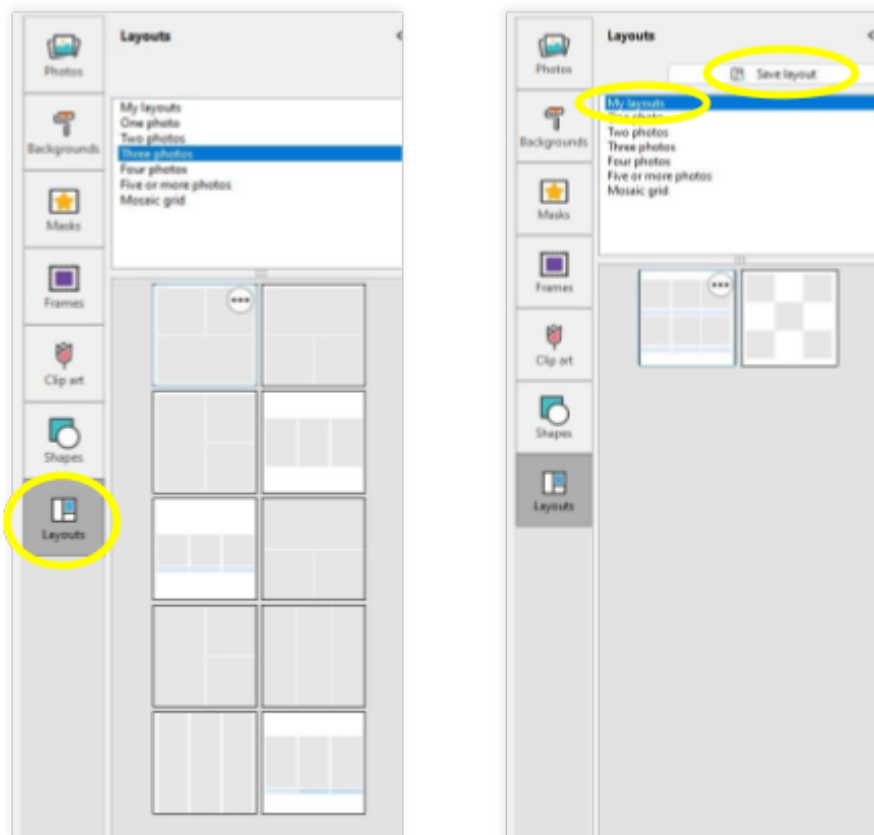 Layouts
Photos
Backgrounds
Masks
Frames
Clip art
Shapes
Layouts
My layouts
One photo
Two photos
Three photos
Four photos
Five or more photos
Mosaic grid
Layouts
Save layout
Photos
Backgrounds
Masks
Frames
Clip art
Shapes
Layouts
My layouts
One photo
Two photos
Three photos
Four photos
Five or more photos
Mosaic grid